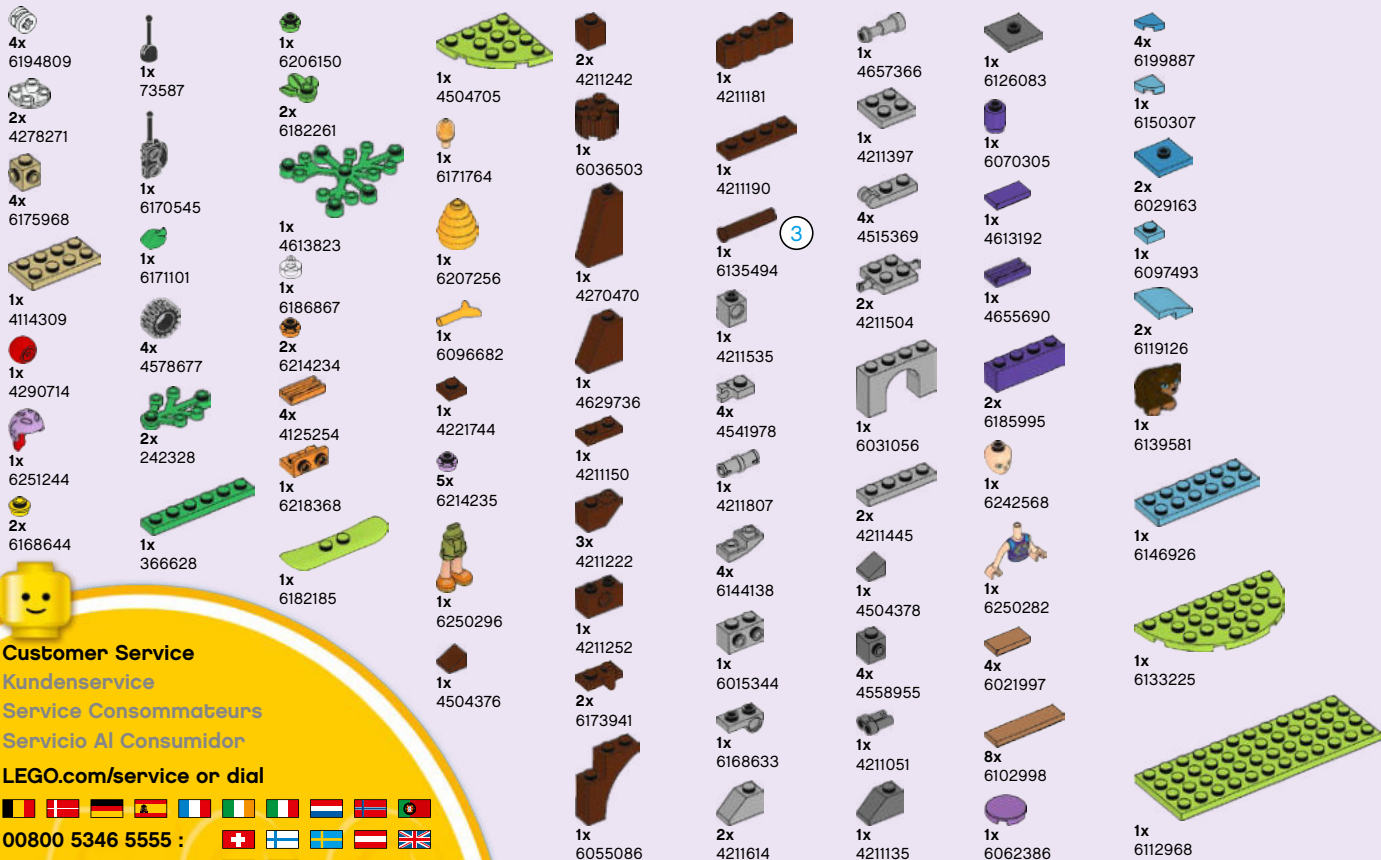 4x
6194809
2x
4278271
4x
6175968
1x
4114309
1x
4290714
1x
6251244
2x
6168644
1x
73587
1x
6170545
1x
6171101
4x
4578677
2x
242328
1x
366628
1x
6206150
2x
6182261
1x
4613823
1x
6186867
2x
6214234
4x
4125254
1x
6218368
1x
6182185
1x
4504705
1x
6171764
1x
6207256
1x
6096682
1x
4221744
5x
6214235
1x
6250296
1x
4504376
2x
4211242
1x
6036503
1x
4270470
1x
4629736
1x
4211150
3x
4211222
1x
4211252
2x
6173941
1x
6055086
1x
4211181
1x
4211190
3
1x
6135494
1x
4211535
4x
4541978
1x
4211807
4x
6144138
1x
6015344
1x
6168633
2x
4211614
1x
4657366
1x
4211397
4x
4515369
2x
4211504
1x
6031056
2x
4211445
1x
4504378
4x
4558955
1x
4211051
1x
4211135
1x
6126083
1x
6070305
1x
4613192
1x
4655690
2x
6185995
1x
6242568
1x
6250282
4x
6021997
8x
6102998
1x
6062386
4x
6199887
1x
6150307
2x
6029163
1x
6097493
2x
6119126
1x
6139581
1x
6146926
1x
6133225
1x
6112968
Customer Service
Kundenservice
Service Consommateurs
Servicio Al Consumidor
LEGO.com/service or dial
00800 5346 5555 :